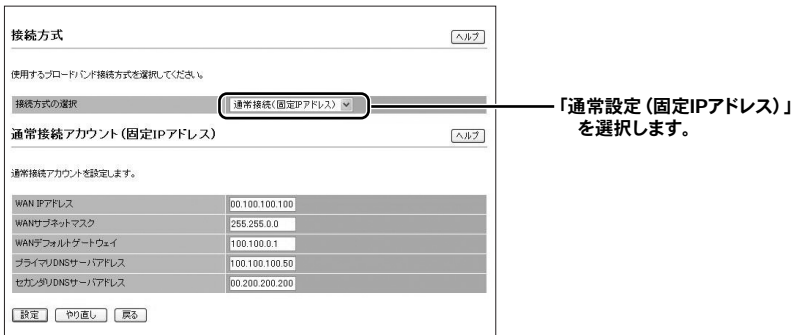 接続方式
ヘルプ
使用するブロードバンド接続方式を選択してください。
接続方式の選択
通常接続(固定IPアドレス)
「通常設定(固定IPアドレス)」
を選択します。
通常接続アカウント(固定IPアドレス)
ヘルプ
通常接続アカウントを設定します。
WAN IPアドレス
00.100.100.100
WANサブネットマスク
255.255.0.0
WANデフォルトゲートウェイ
100.100.0.1
プライマリDNSサーバアドレス
100.100.100.50
セカンダリDNSサーバアドレス
00.200.200.200
設定
やり直し
戻る